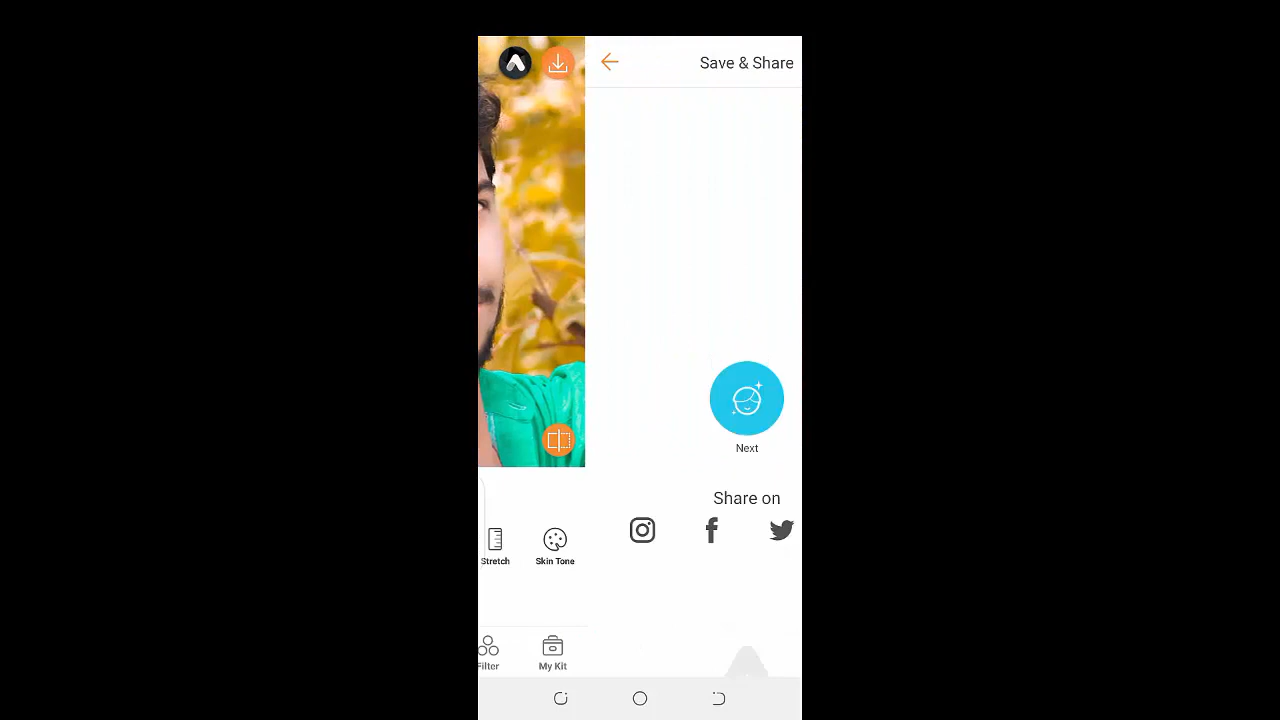 Save & Share
Next
Share on
Stretch
Skin Tone
Filter
My Kit